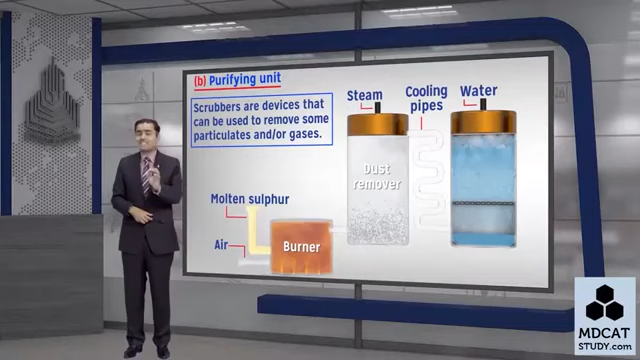 (b) Purifying unit
Scrubbers are devices that
can be used to remove some
particulates and/or gases.
Steam
Cooling
pipes
Water
Dust
remover
Molten sulphur
Air
Burner
MDCAT
STUDY.com